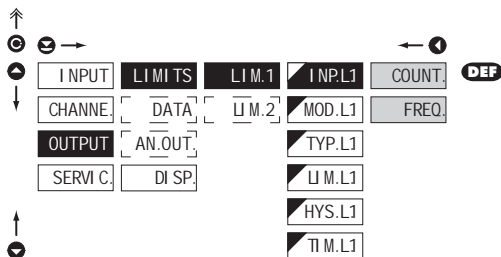 INPUT LIMITS LIM.1 INP.L1 COUNT. DEF
CHANNE. DATA LIM.2 MOD.L1 FREQ.
OUTPUT AN.OUT. TYP.L1
SERVIC. DISP. LIM.L1
HYS.L1
TIM.L1